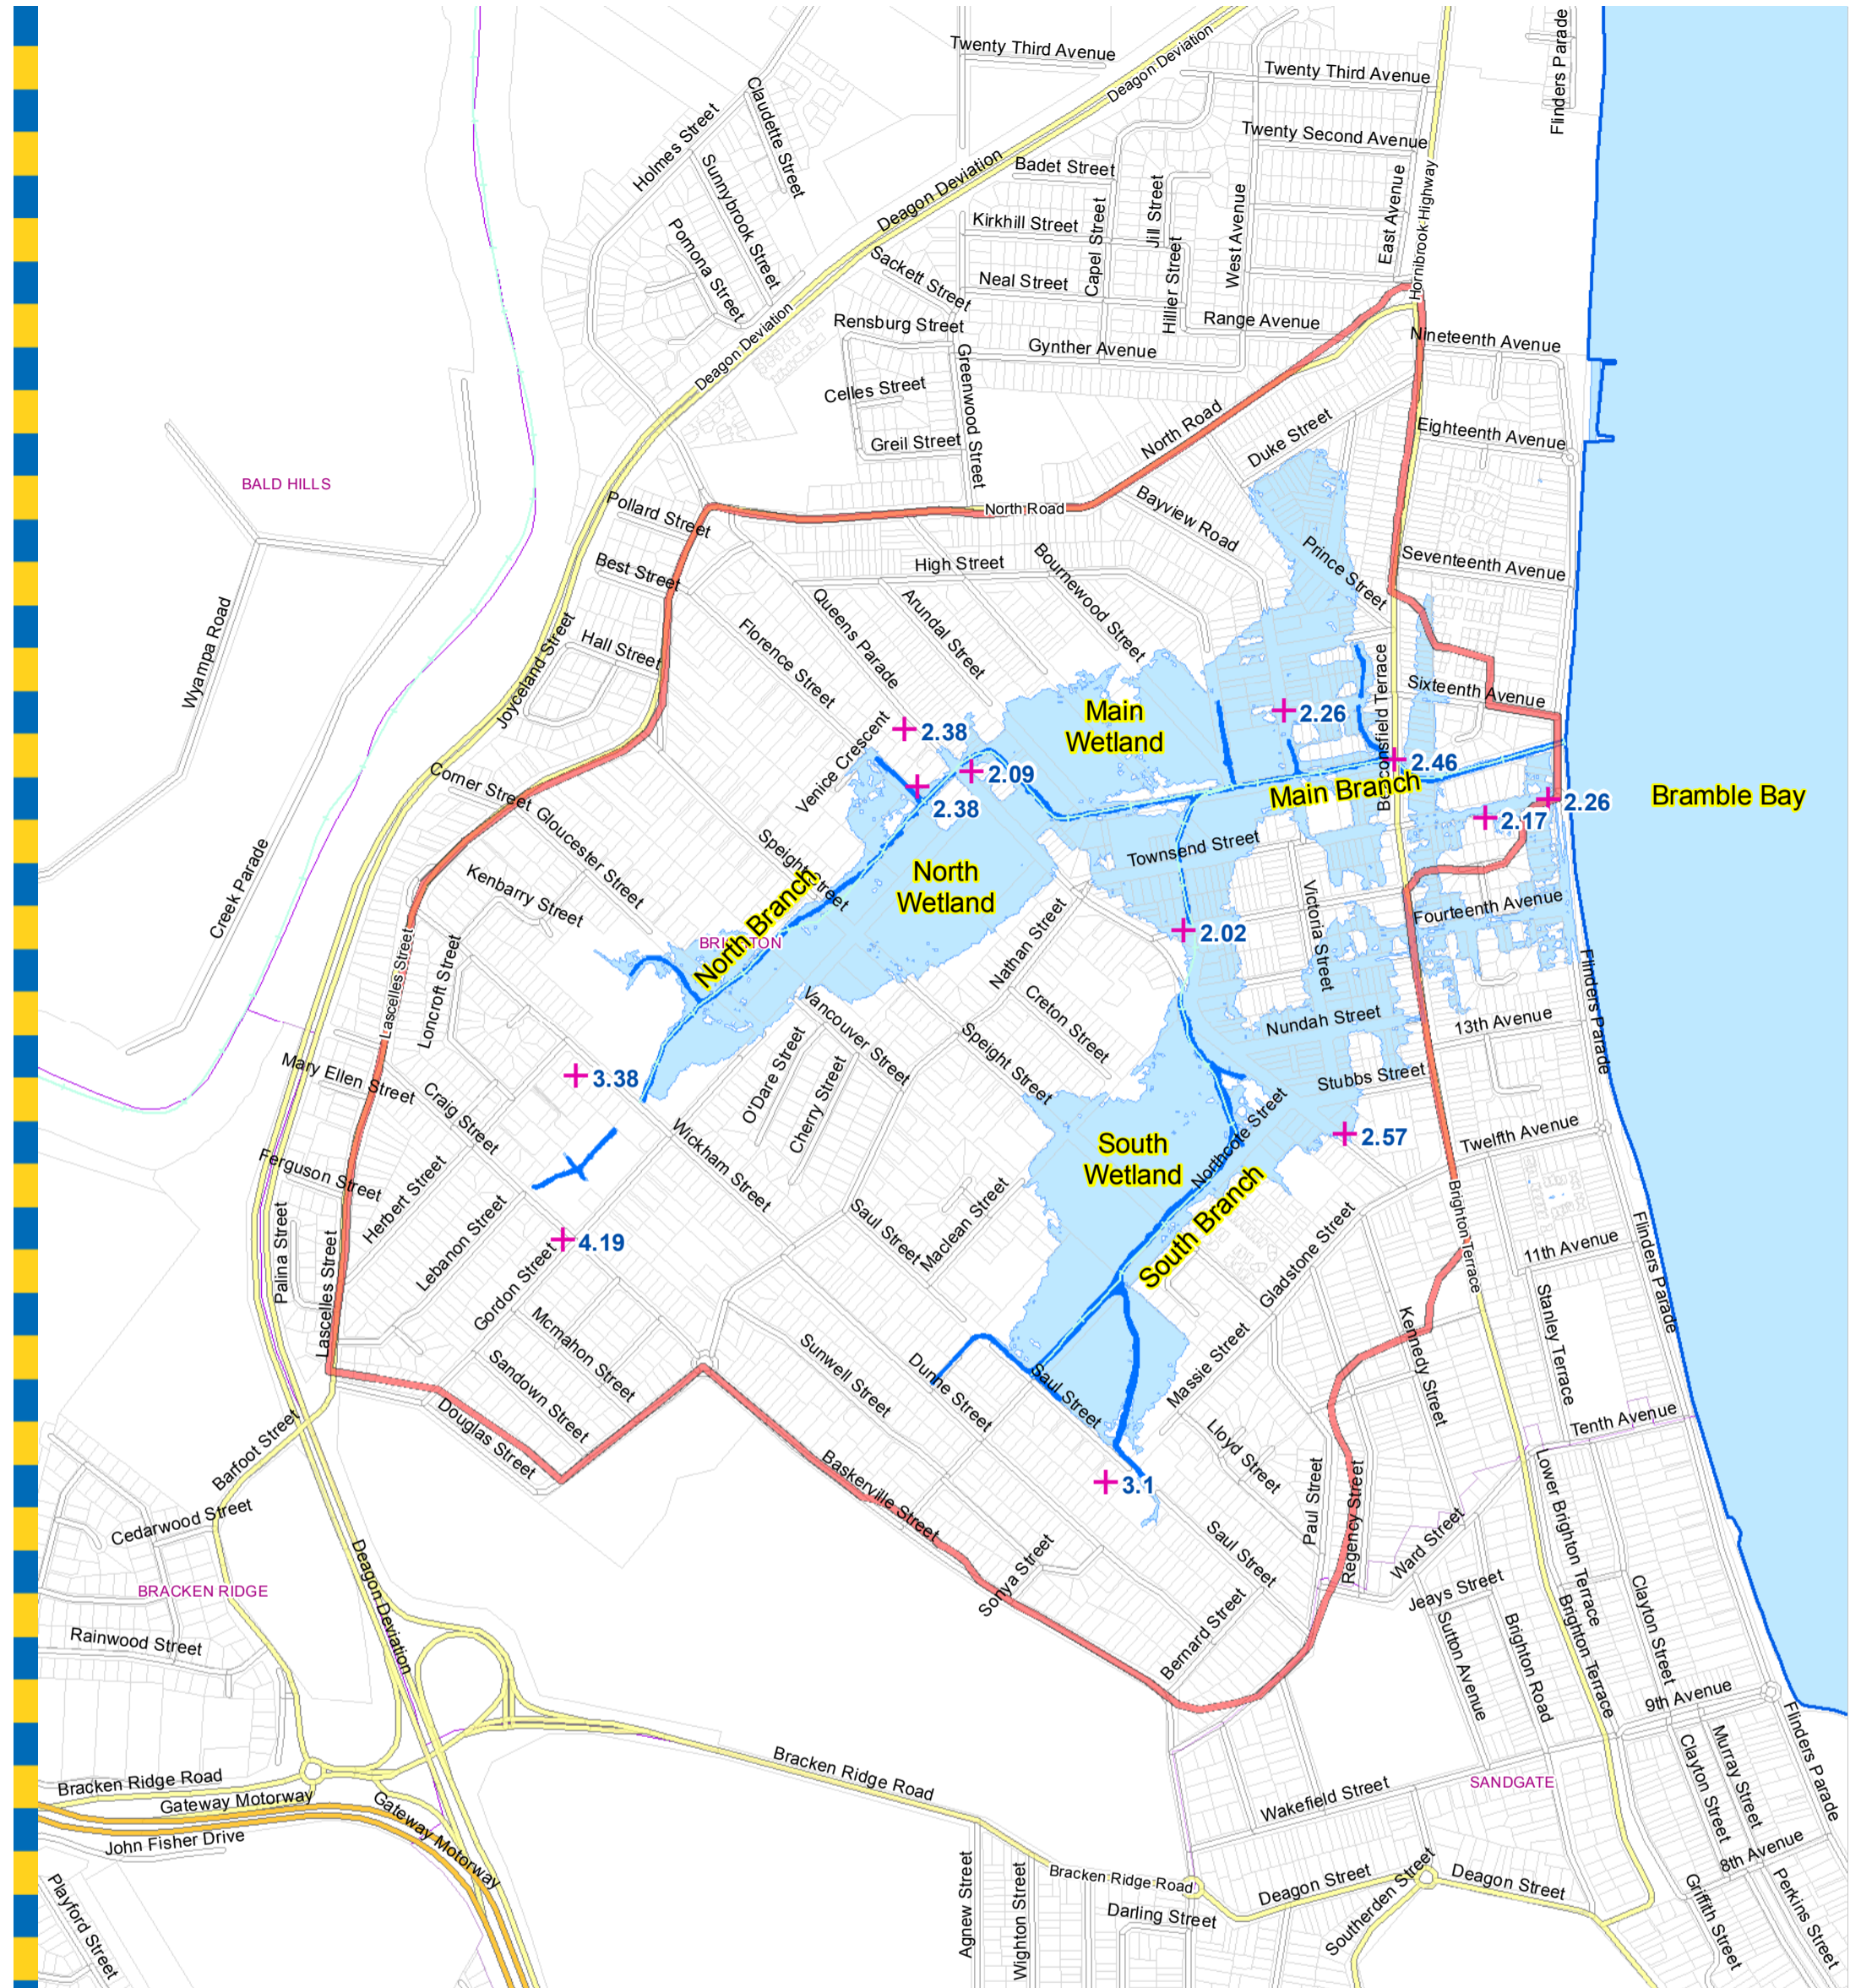 Twenty Third Avenue
Deagon Deviation
Twenty Third Avenue
Flinders Parade
Claudette Street
Holmes Street
Sunnybrook Street
Twenty Second Avenue
Badet Street
Deagon Deviation
Jill Street
East Avenue
Hornibrook Highway
Pomona Street
Kirkhill Street
Capel Street
West Avenue
Sackett Street
Neal Street
Hillier Street
Deagon Deviation
Rensburg Street
Range Avenue
Nineteenth Avenue
Gynther Avenue
Greenwood Street
Celles Street
North Road
Duke Street
Eighteenth Avenue
Greil Street
BALD HILLS
Pollard Street
North Road
Bayview Road
Best Street
High Street
Bournewood Street
Prince Street
Seventeenth Avenue
Wyampa Road
Queens Parade
Arundal Street
Florence Street
Hall Street
Joyceland Street
Beaconsfield Terrace
Sixteenth Avenue
Main
Wetland
2.26
2.38
Venice Crescent
2.09
2.46
Corner Street
2.38
Main Branch
2.26
Bramble Bay
2.17
Gloucester Street
Speight Street
Townsend Street
North
Wetland
Kenbarry Street
Creek Parade
Victoria Street
Fourteenth Avenue
North Branch
BRIGHTON
2.02
Nathan Street
Lascelles Street
Loncroft Street
Flinders Parade
Vancouver Street
Creton Street
Nundah Street
13th Avenue
Speight Street
O'Dare Street
Mary Ellen Street
3.38
Cherry Street
Stubbs Street
Craig Street
Wickham Street
South
Wetland
Northcote Street
2.57
Twelfth Avenue
Ferguson Street
Herbert Street
South Branch
Brighton Terrace
Lebanon Street
Saul Street
Maclean Street
Palina Street
Lascelles Street
4.19
Gordon Street
Gladstone Street
11th Avenue
Flinders Parade
Mcmahon Street
Sunwell Street
Kennedy Street
Stanley Terrace
Sandown Street
Dunne Street
Saul Street
Massie Street
Douglas Street
Barfoot Street
Tenth Avenue
Lloyd Street
Baskerville Street
3.1
Paul Street
Regency Street
Lower Brighton Terrace
Cedarwood Street
Deagon Deviation
Saul Street
Ward Street
BRACKEN RIDGE
Sonya Street
Jeays Street
Clayton Street
Rainwood Street
Bernard Street
Sutton Avenue
Brighton Road
Brighton Terrace
9th Avenue
Flinders Parade
Bracken Ridge Road
Bracken Ridge Road
Clayton Street
Murray Street
SANDGATE
Gateway Motorway
Wakefield Street
Gateway Motorway
John Fisher Drive
8th Avenue
Playford Street
Agnew Street
Wighton Street
Bracken Ridge Road
Deagon Street
Southerden Street
Deagon Street
Griffith Street
Perkins Street
Darling Street